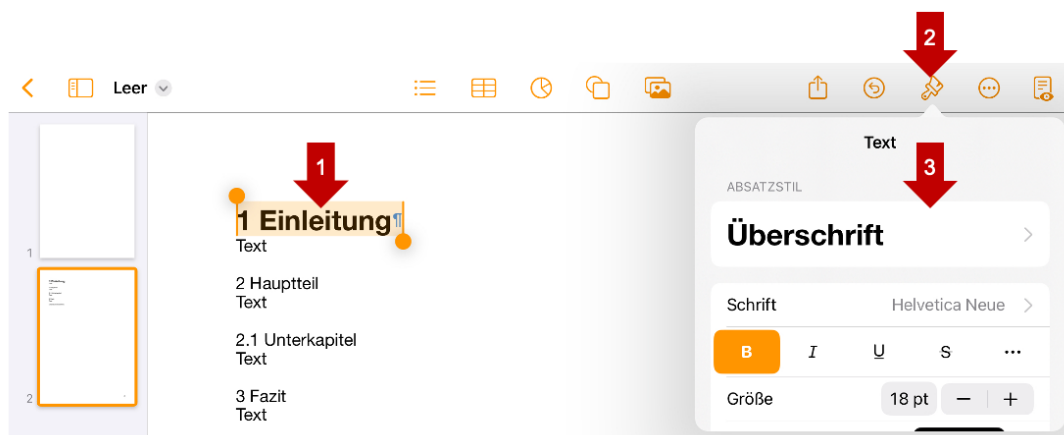 2
Leer
Text
1
3
ABSATZSTIL
1 Einleitung¶
Überschrift
Text
1
2 Hauptteil
Text
Schrift
Helvetica Neue
2.1 Unterkapitel
Text
B I U S ...
3 Fazit
Text
Größe
18 pt − +
2